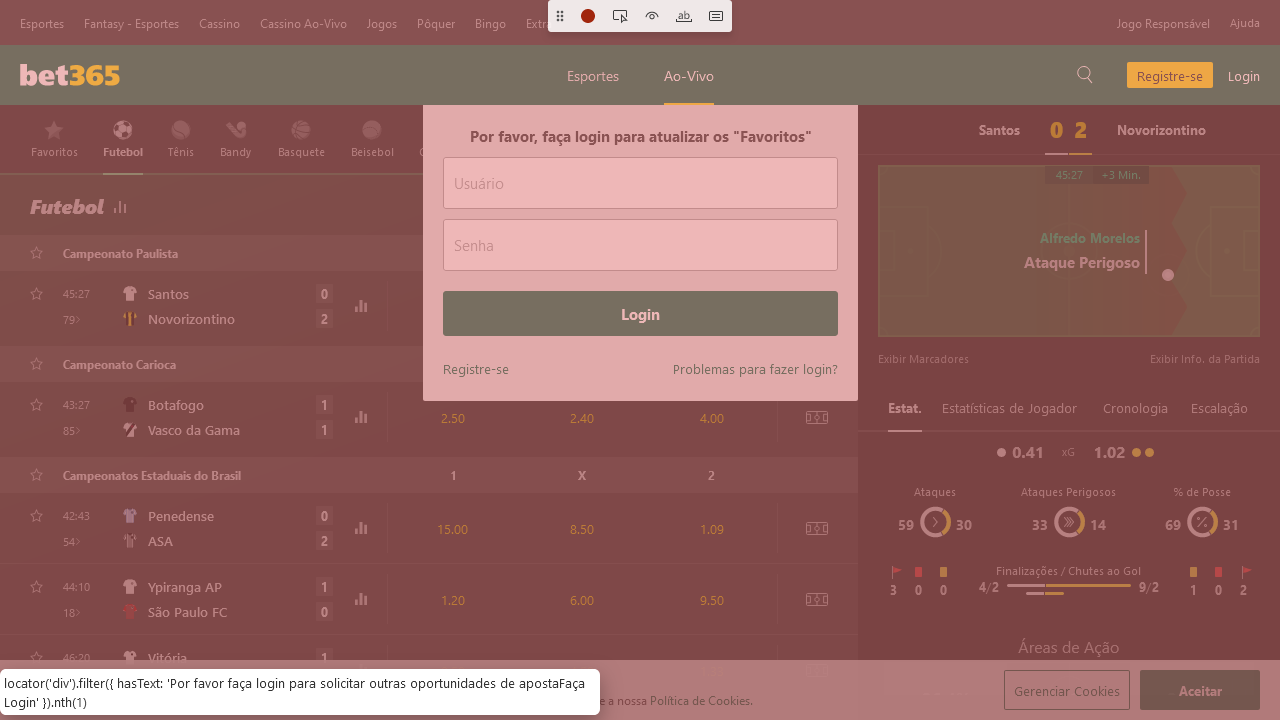 Esportes Fantasy - Esportes Cassino Cassino Ao-Vivo Jogos Pôquer Bingo Jogo Responsável Ajuda
ab
bet365 Esportes Ao-Vivo Registre-se Login
Favoritos Futebol Tênis Bandy Basquete Beisebol
Futebol
Campeonato Paulista
45:27 Santos 0
79 Novorizontino 2
Campeonato Carioca
43:27 Botafogo 1
85 Vasco da Gama 1
2.50 2.40 4.00
Campeonatos Estaduais do Brasil 1 X 2
42:43 Penedense 0
54 ASA 2
15.00 8.50 1.09
44:10 Ypiranga AP 1
18 São Paulo FC 0
1.20 6.00 9.50
46:20 Vitória 1
Por favor, faça login para atualizar os "Favoritos"
Usuário
Senha
Login
Registre-se Problemas para fazer login?
Santos 0 2 Novorizontino
45:27 +3 Min.
Alfredo Morelos
Ataque Perigoso
Exibir Marcadores Exibir Info. da Partida
Estat. Estatísticas de Jogador Cronologia Escalação
0.41 xG 1.02
Ataques Ataques Perigosos % de Posse
59 30 33 14 69 31
Finalizações / Chutes ao Gol
3 0 0 4/2 9/2 1 0 2
Áreas de Ação
e a nossa Política de Cookies.
Gerenciar Cookies Aceitar
locator('div').filter({ hasText: 'Por favor faça login para solicitar outras oportunidades de apostaFaça
Login' }).nth(1)